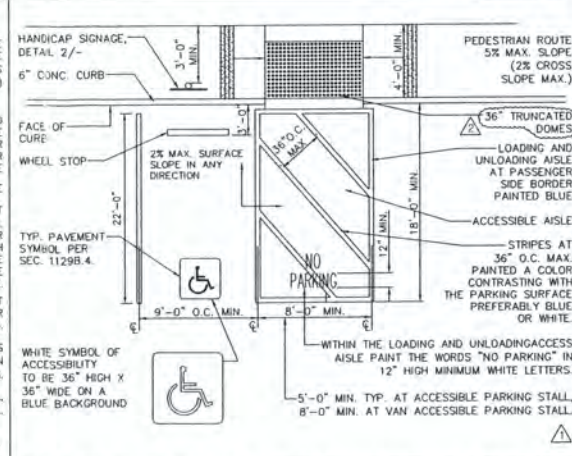 HANDICAP SIGNAGE,
DETAIL 2/-
6" CONC. CURB
3'-0"
MIN.
4'-0" MIN.
PEDESTRIAN ROUTE
5% MAX. SLOPE
(2% CROSS
SLOPE MAX.)
FACE OF
CURB
WHEEL STOP
2% MAX. SURFACE
SLOPE IN ANY
DIRECTION
22'-0"
3'-0"
36" O.C.
MAX
2
36" TRUNCATED
DOMES
LOADING AND
UNLOADING AISLE
AT PASSENGER
SIDE BORDER
PAINTED BLUE
18'-0" MIN.
ACCESSIBLE AISLE
TYP. PAVEMENT
SYMBOL PER
SEC. 1129B.4.
NO
PARKING
12" MIN
STRIPES AT
36" O.C. MAX.
PAINTED A COLOR
CONTRASTING WITH
THE PARKING SURFACE
PREFERABLY BLUE
OR WHITE.
9'-0" O.C. MIN.
8'-0" MIN.
WHITE SYMBOL OF
ACCESSIBILITY
TO BE 36" HIGH X
36" WIDE ON A
BLUE BACKGROUND
WITHIN THE LOADING AND UNLOADINGACCESS
AISLE PAINT THE WORDS "NO PARKING" IN
12" HIGH MINIMUM WHITE LETTERS.
5'-0" MIN. TYP. AT ACCESSIBLE PARKING STALL,
8'-0" MIN. AT VAN ACCESSIBLE PARKING STALL.
1